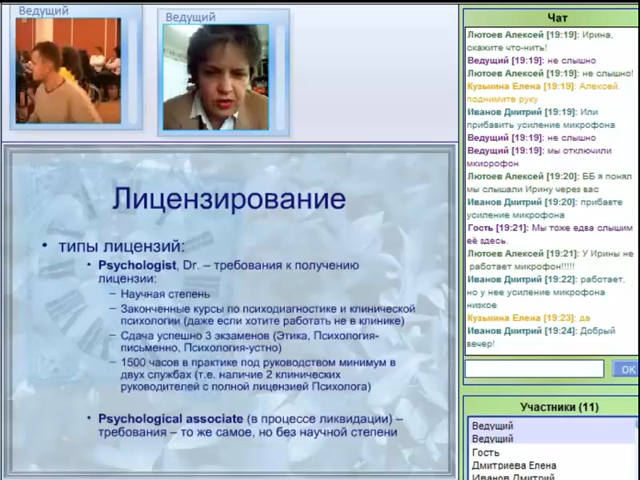 Ведущий
Ведущий
Лицензирование
• типы лицензий:
• Psychologist, Dr. – требования к получению
лицензии:
– Научная степень
– Законченные курсы по психодиагностике и клинической
психологии (даже если хотите работать не в клинике)
– Сдача успешно 3 экзаменов (Этика, Психология-
письменно, Психология-устно)
– 1500 часов в практике под руководством минимум в
двух службах (т.е. наличие 2 клинических
руководителей с полной лицензией Психолога)
• Psychological associate (в процессе ликвидации) –
требования – то же самое, но без научной степени
Чат
Лютоев Алексей [19:19]: Ирина,
скажите что-нить!
Ведущий [19:19]: не слышно
Лютоев Алексей [19:19]: не слышно!
Кузьмина Елена [19:19]: Алексей.
поднимите руку
Иванов Дмитрий [19:19]: Или
прибавить усиление микрофона
Ведущий [19:19]: не слышно
Ведущий [19:19]: мы отключили
мкиорофон
Лютоев Алексей [19:20]: ББ я понял
мы слышали Ирину через вас
Иванов Дмитрий [19:20]: прибавте
усиление микрофона
Гость [19:21]: Мы тоже едва слышим
её здесь.
Лютоев Алексей [19:21]: У Ирины не
работает микрофон!!!!!
Иванов Дмитрий [19:22]: работает,
но у нее усиление микрофона
низкое
Кузьмина Елена [19:23]: да
Иванов Дмитрий [19:24]: Добрый
вечер!
ОК
Участники (11)
Ведущий
Ведущий
Гость
Дмитриева Елена
Иванов Дмитрий